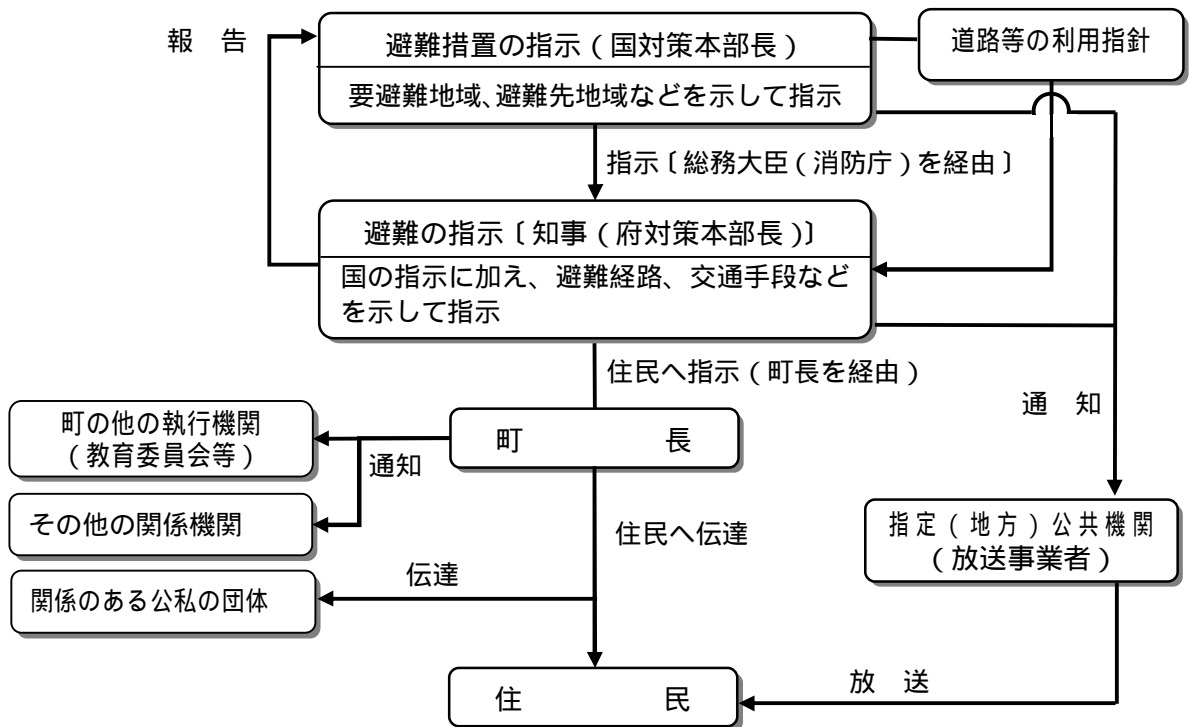 報　告
避難措置の指示（国対策本部長）
要避難地域、避難先地域などを示して指示
道路等の利用指針
指示〔総務大臣（消防庁）を経由〕
避難の指示〔知事（府対策本部長）〕
国の指示に加え、避難経路、交通手段など
を示して指示
住民へ指示（町長を経由）
通　知
町の他の執行機関
（教育委員会等）
町　　　長
通知
その他の関係機関
住民へ伝達
指定（地方）公共機関
（放送事業者）
伝達
関係のある公私の団体
住　　　民
放　送